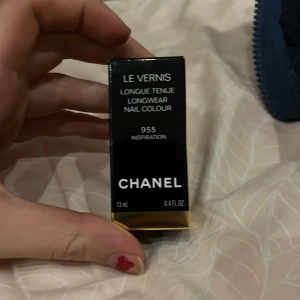 LE VERNIS
LONGUE TENUE
LONGWEAR
NAIL COLOUR
955
INSPIRATION
CHANEL
13 ml 0.4 FL. OZ.